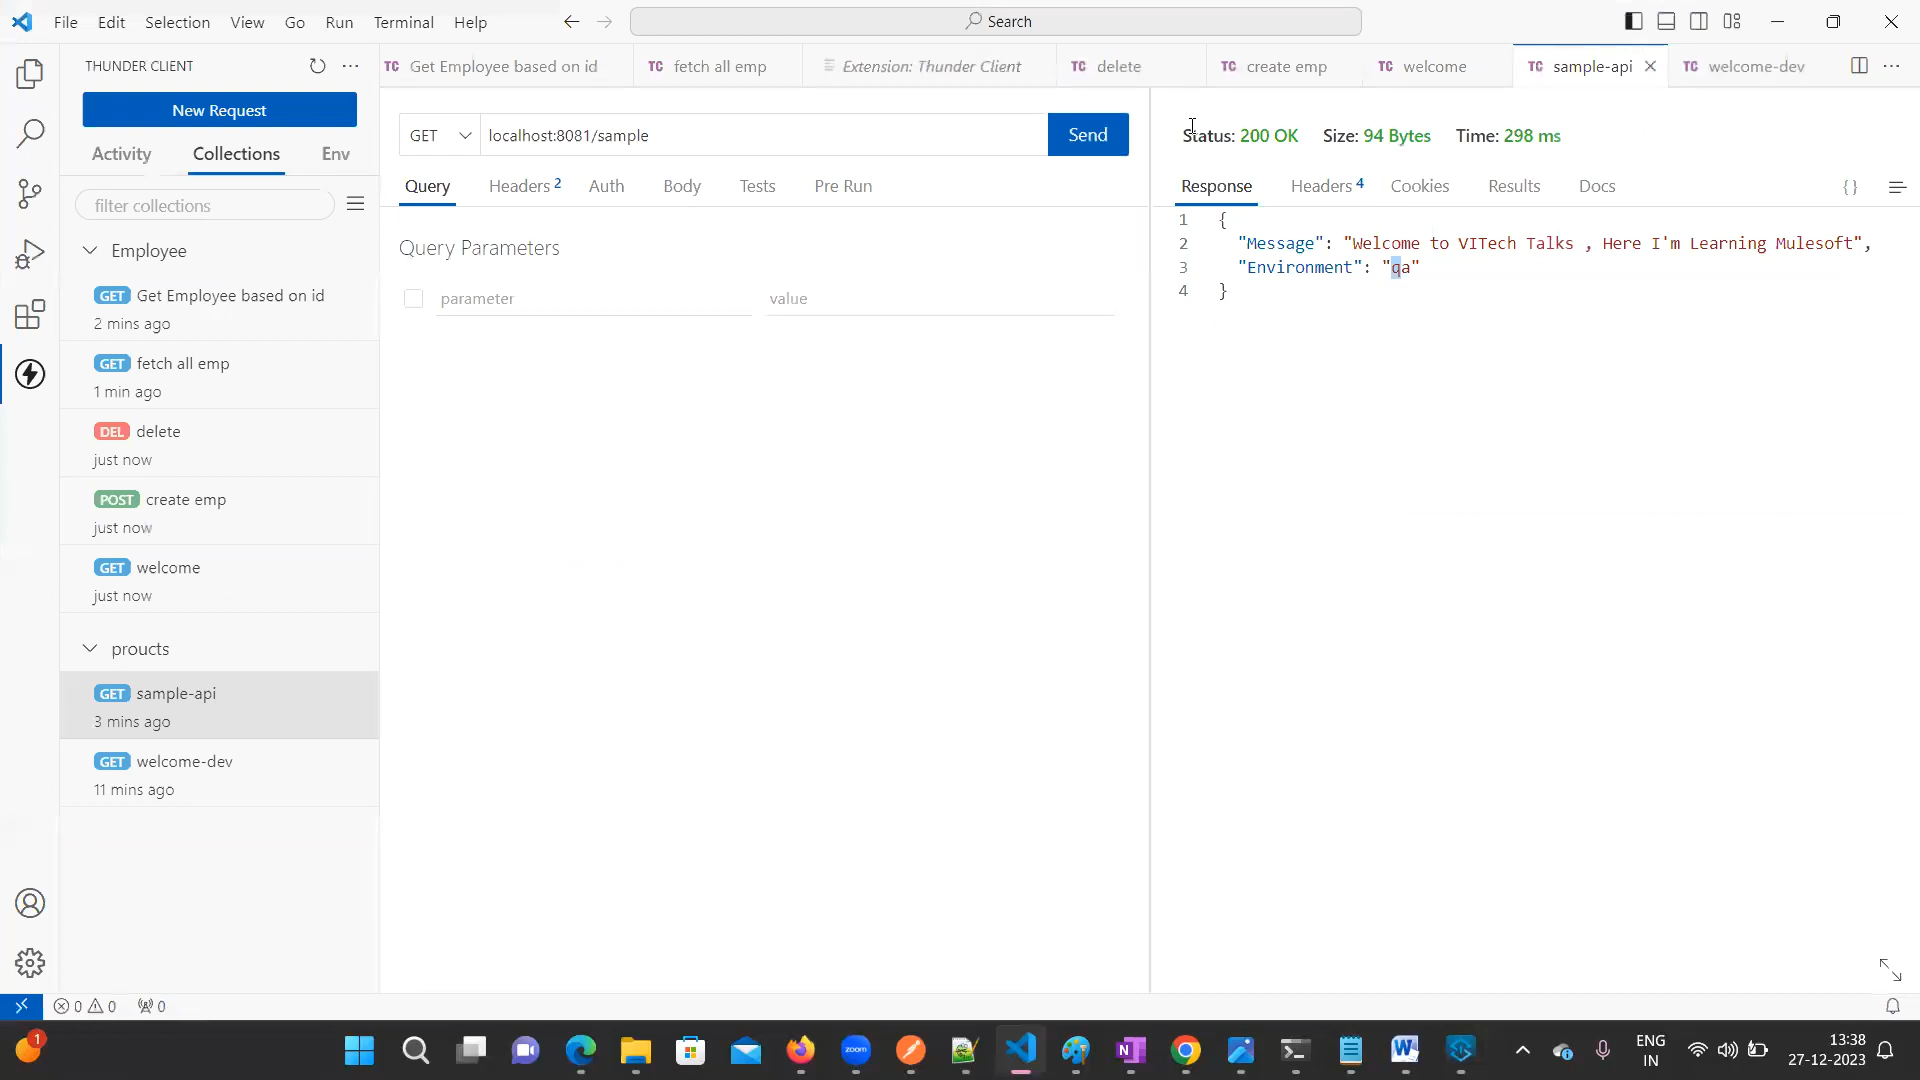 File Edit Selection View Go Run Terminal Help
Search
THUNDER CLIENT
New Request
Activity Collections Env
filter collections
Employee
GET Get Employee based on id
2 mins ago
GET fetch all emp
1 min ago
DEL delete
just now
POST create emp
just now
GET welcome
just now
proucts
GET sample-api
3 mins ago
GET welcome-dev
11 mins ago
TC Get Employee based on id TC fetch all emp Extension: Thunder Client TC delete TC create emp TC welcome TC sample-api TC welcome-dev
GET localhost:8081/sample Send
Query Headers 2 Auth Body Tests Pre Run
Query Parameters
parameter value
Status: 200 OK Size: 94 Bytes Time: 298 ms
Response Headers 4 Cookies Results Docs {}
1 {
2 "Message": "Welcome to VITech Talks , Here I'm Learning Mulesoft",
3 "Environment": "qa"
4 }
0 0 0
1
zoom
N
W
ENG
IN
13:38
27-12-2023